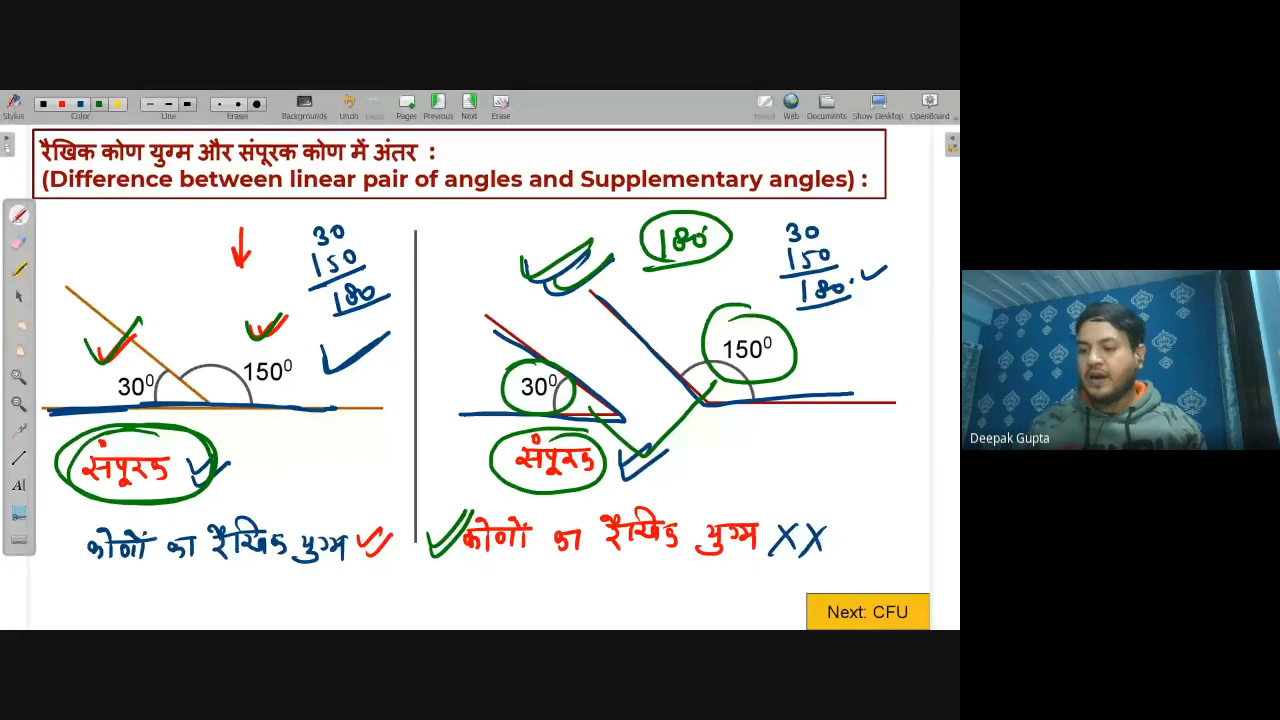 Stylus
Color
Line
Eraser
Backgrounds
Undo
Pages
Previous
Next
Erase
Web
Documents
Show Desktop
OpenBoard
रैखिक कोण युग्म और संपूरक कोण में अंतर :
(Difference between linear pair of angles and Supplementary angles) :
30
150
180
30⁰
150⁰
संपूरक
कोणों का रैखिक युग्म
180°
30
150
180.
30⁰
150⁰
संपूरक
कोणों का रैखिक युग्म XX
Next: CFU
Deepak Gupta